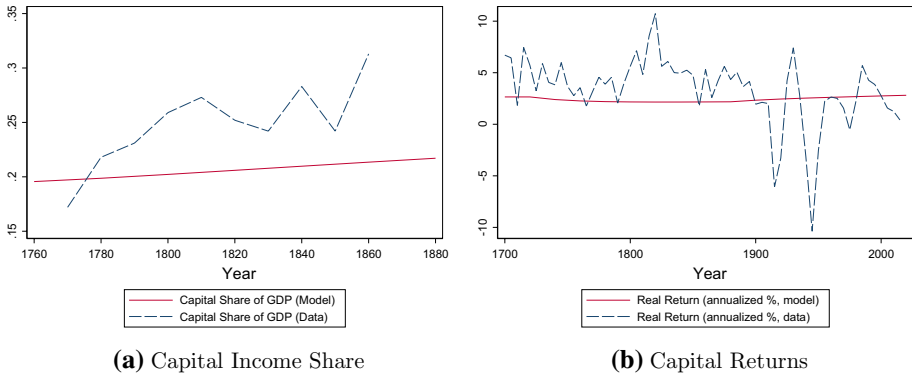 .35
.3
.25
.2
.15
1760
1780
1800
1820
1840
1860
1880
Year
Capital Share of GDP (Model)
Capital Share of GDP (Data)
(a) Capital Income Share
10
5
0
-5
-10
1700
1800
1900
2000
Year
Real Return (annualized %, model)
Real Return (annualized %, data)
(b) Capital Returns